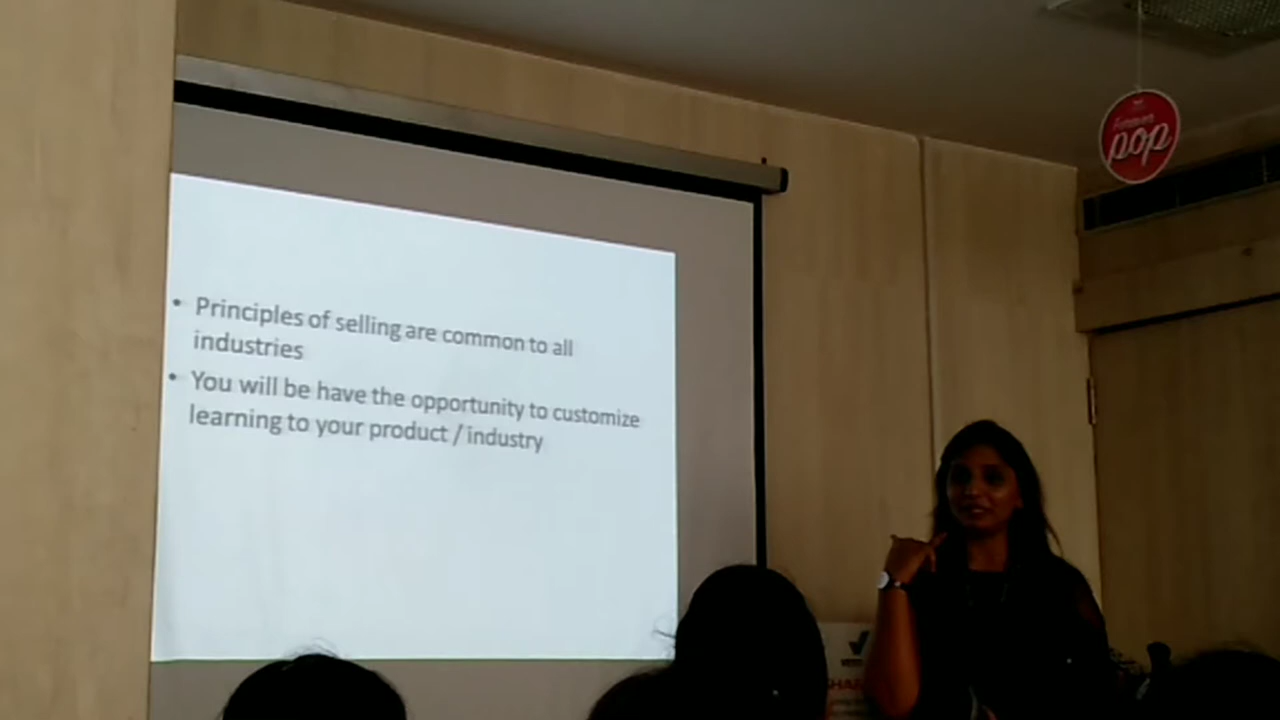 • Principles of selling are common to all
industries
• You will be have the opportunity to customize
learning to your product / industry
pop